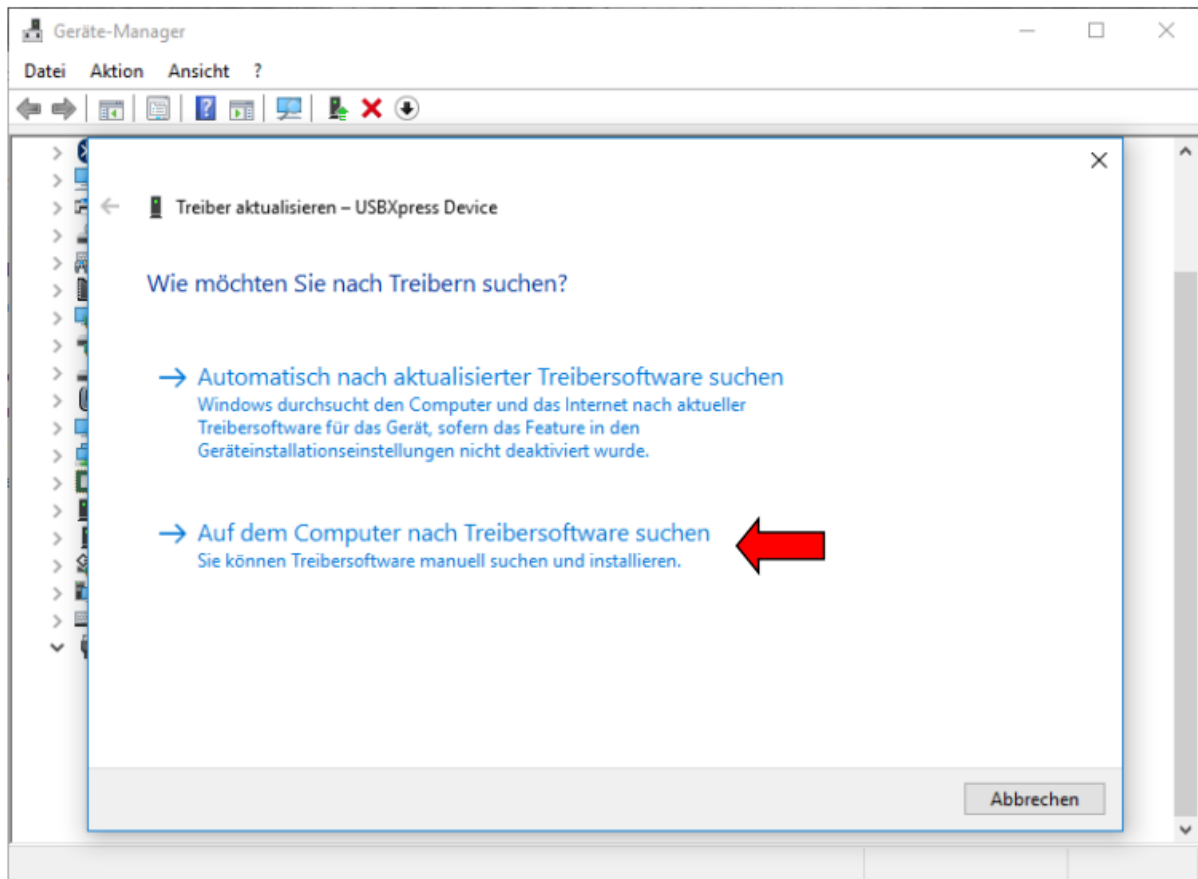 Geräte-Manager
Datei Aktion Ansicht ?
Treiber aktualisieren – USBXpress Device
Wie möchten Sie nach Treibern suchen?
Automatisch nach aktualisierter Treibersoftware suchen
Windows durchsucht den Computer und das Internet nach aktueller
Treibersoftware für das Gerät, sofern das Feature in den
Geräteinstallationseinstellungen nicht deaktiviert wurde.
Auf dem Computer nach Treibersoftware suchen
Sie können Treibersoftware manuell suchen und installieren.
Abbrechen